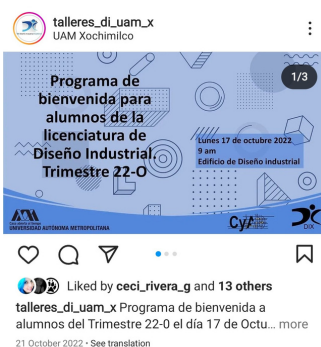 talleres_di_uam_x
UAM Xochimilco
1/3
Programa de
bienvenida para
alumnos de la
licenciatura de
Diseño Industrial.
Trimestre 22-O
Lunes 17 de octubre 2022
9 am
Edificio de Diseño industrial
UNIVERSIDAD AUTÓNOMA METROPOLITANA
CyAD
DIX
Liked by ceci_rivera_g and 13 others
talleres_di_uam_x Programa de bienvenida a
alumnos del Trimestre 22-0 el día 17 de Octu... more
21 October 2022 • See translation